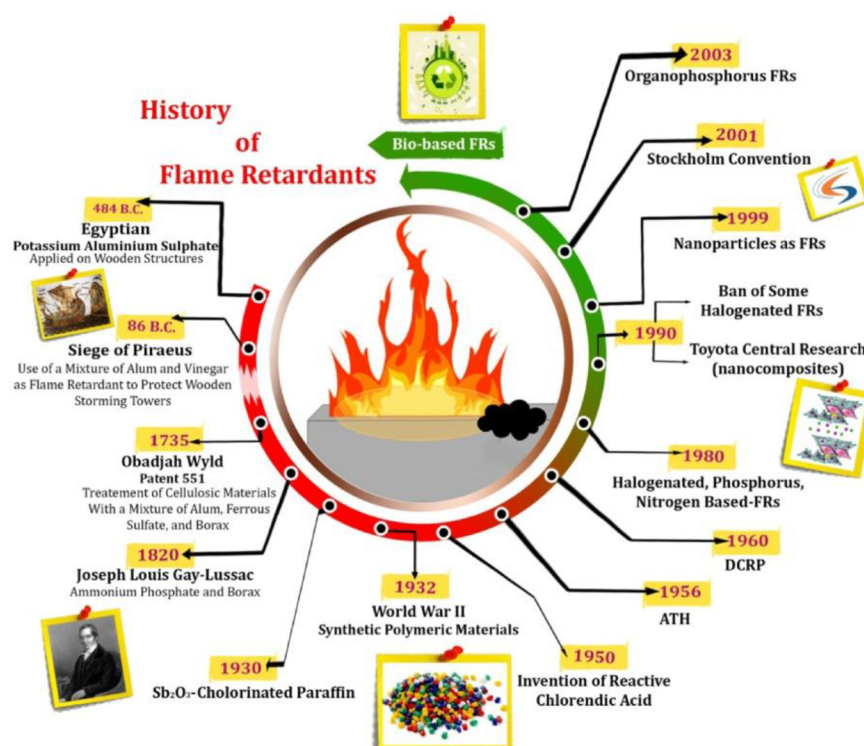 History
of
Flame Retardants
Bio-based FRs
484 B.C.
Egyptian
Potassium Aluminium Sulphate
Applied on Wooden Structures
86 B.C.
Siege of Piraeus
Use of a Mixture of Alum and Vinegar
as Flame Retardant to Protect Wooden
Storming Towers
1735
Obadjah Wyld
Patent 551
Treatement of Cellulosic Materials
With a Mixture of Alum, Ferrous
Sulfate, and Borax
1820
Joseph Louis Gay-Lussac
Ammonium Phosphate and Borax
1930
Sb₂O₃-Cholorinated Paraffin
1932
World War II
Synthetic Polymeric Materials
1950
Invention of Reactive
Chlorendic Acid
1956
ATH
1960
DCRP
1980
Halogenated, Phosphorus,
Nitrogen Based-FRs
1990
Ban of Some
Halogenated FRs
Toyota Central Research
(nanocomposites)
1999
Nanoparticles as FRs
2001
Stockholm Convention
2003
Organophosphorus FRs